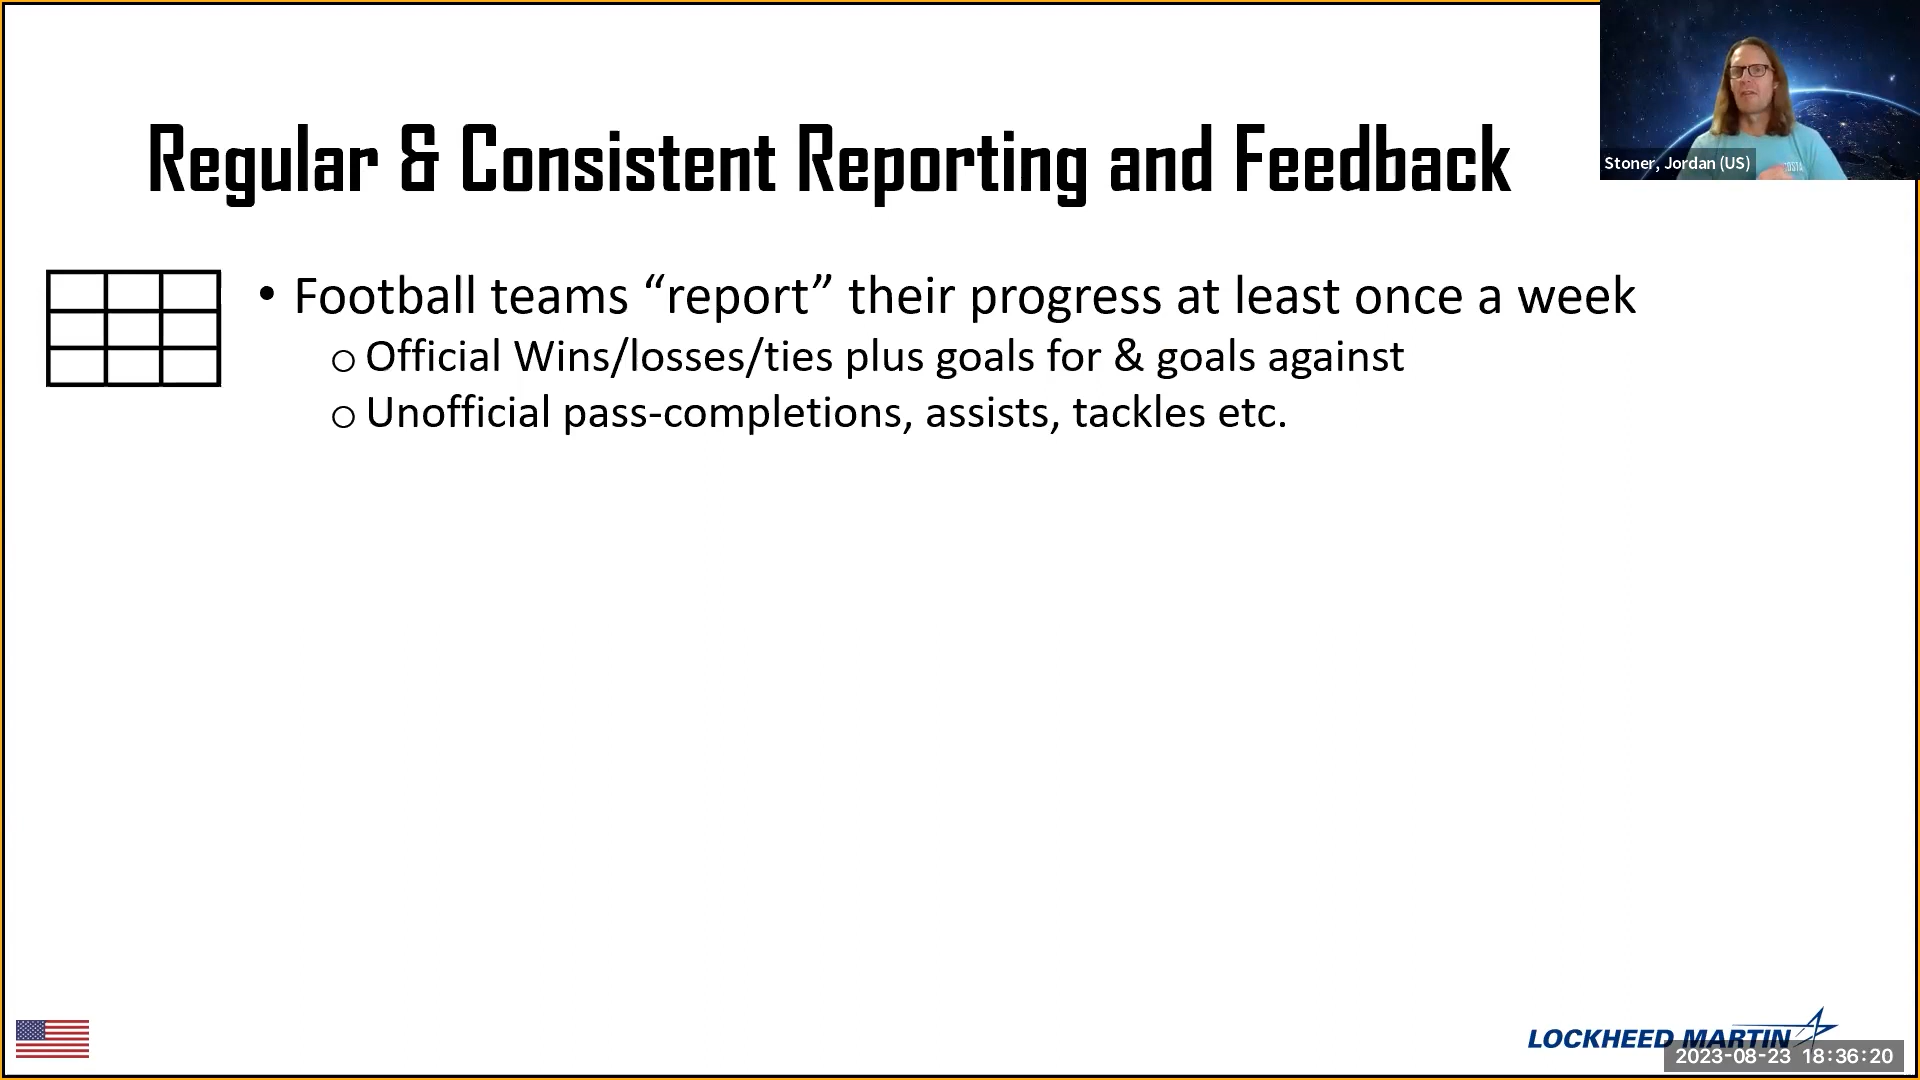 Regular & Consistent Reporting and Feedback
Stoner, Jordan (US)
• Football teams “report” their progress at least once a week
o Official Wins/losses/ties plus goals for & goals against
o Unofficial pass-completions, assists, tackles etc.
LOCKHEED MARTIN
2023-08-23 18:36:20